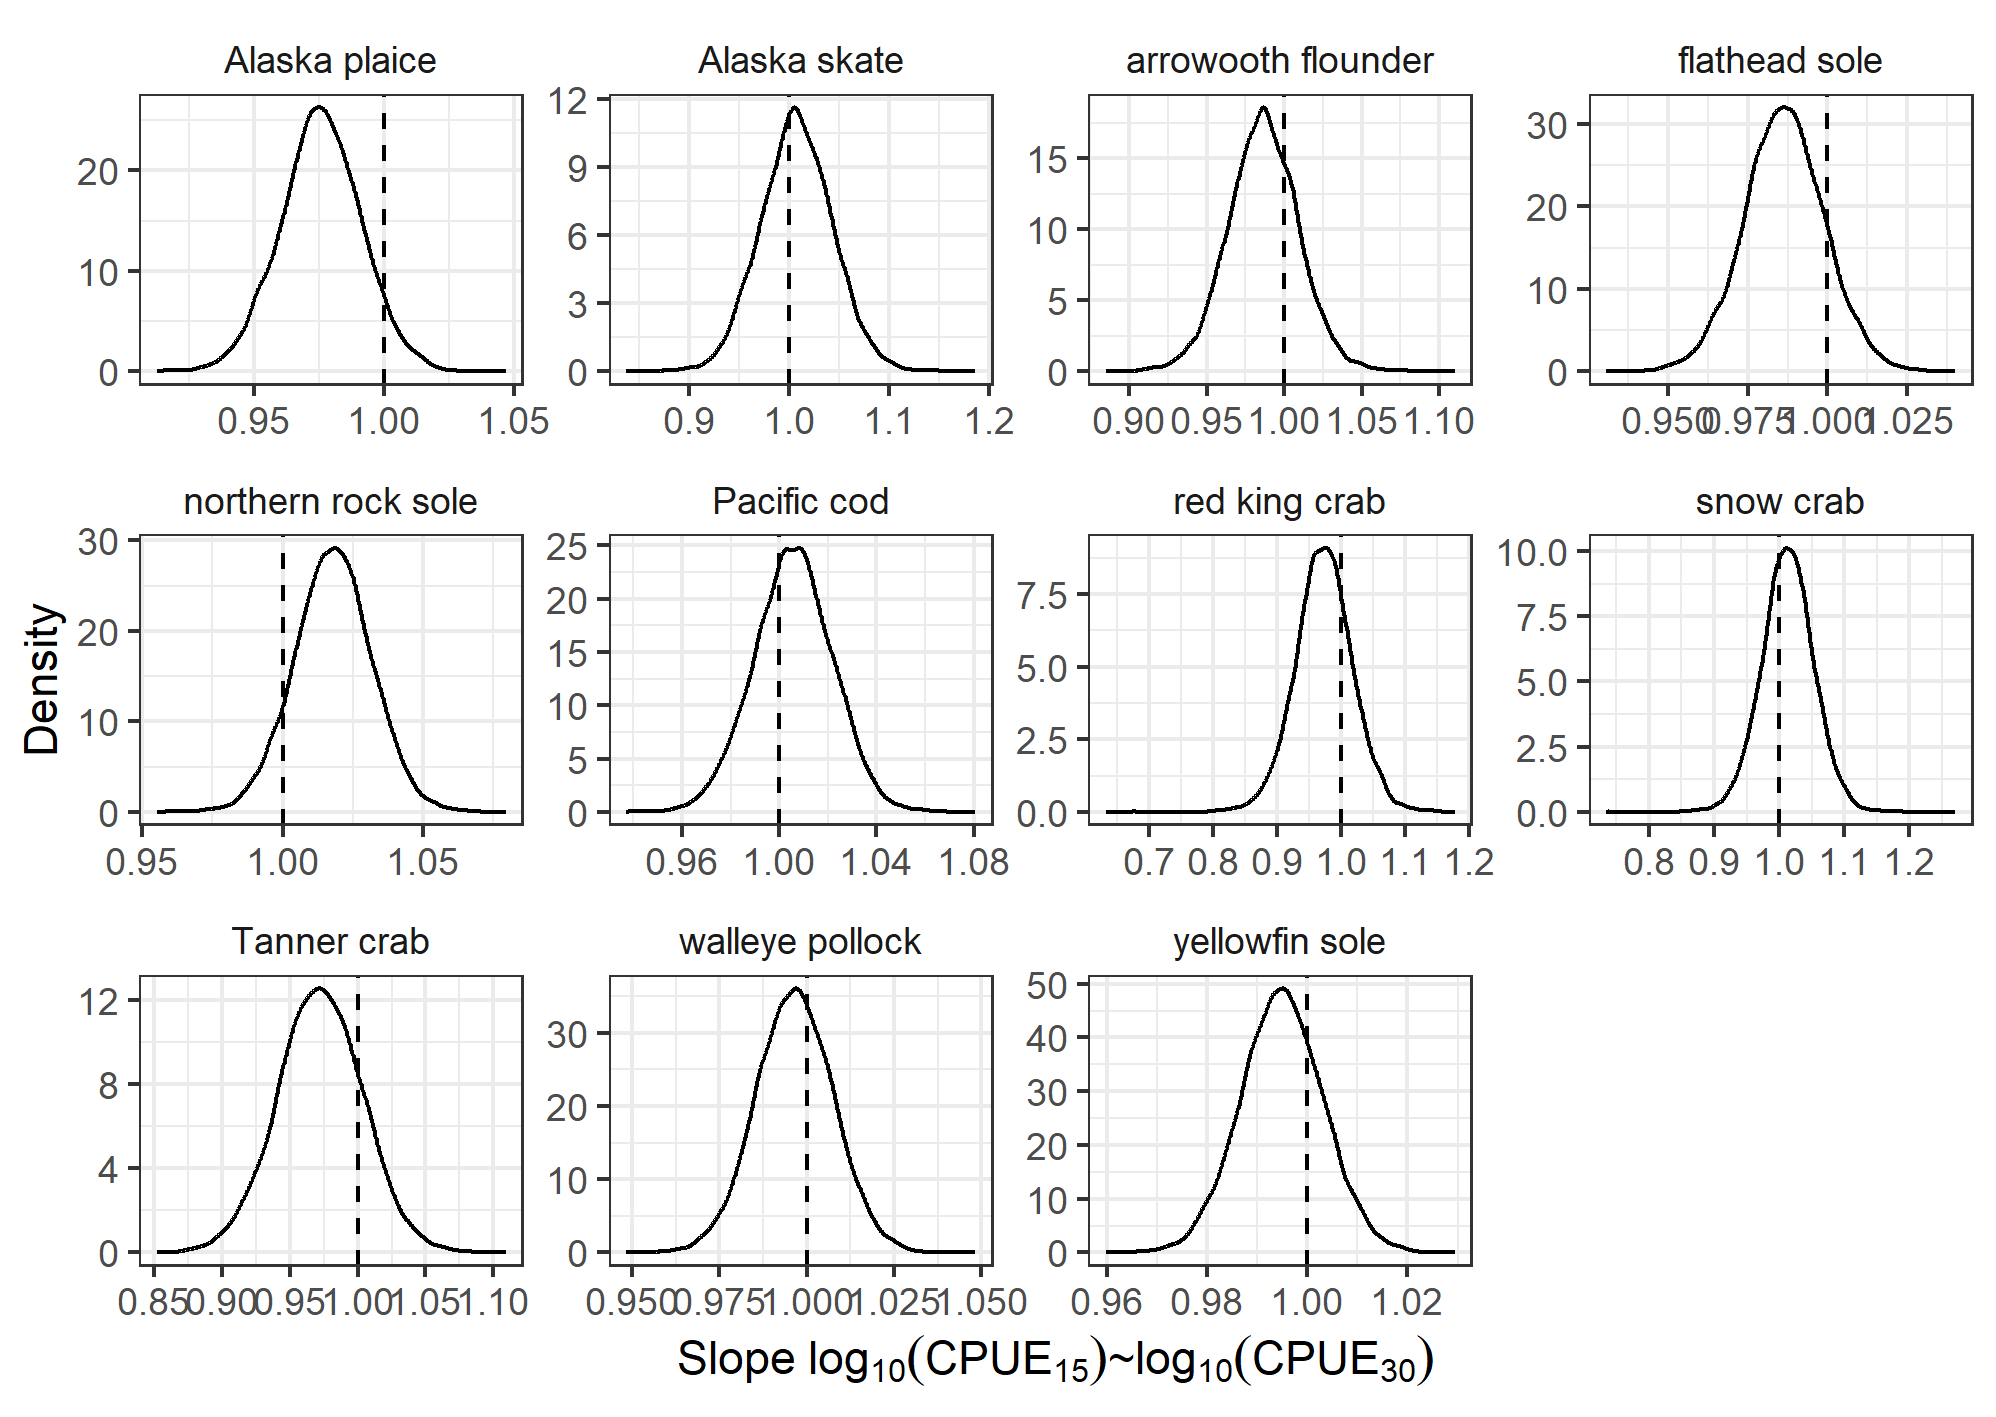 Alaska plaice
Alaska skate
arrowooth flounder
flathead sole
20
10
0
0.95 1.00 1.05
12
9
6
3
0
0.9 1.0 1.1 1.2
15
10
5
0
0.90 0.95 1.00 1.05 1.10
30
20
10
0
0.950 0.975 1.000 1.025
northern rock sole
Pacific cod
red king crab
snow crab
Density
30
20
10
0
0.95 1.00 1.05
25
20
15
10
5
0
0.96 1.00 1.04 1.08
7.5
5.0
2.5
0.0
0.7 0.8 0.9 1.0 1.1 1.2
10.0
7.5
5.0
2.5
0.0
0.8 0.9 1.0 1.1 1.2
Tanner crab
walleye pollock
yellowfin sole
12
8
4
0
0.85 0.90 0.95 1.00 1.05 1.10
30
20
10
0
0.950 0.975 1.000 1.025 1.050
50
40
30
20
10
0
0.96 0.98 1.00 1.02
Slope log₁₀(CPUE₁₅)~log₁₀(CPUE₃₀)